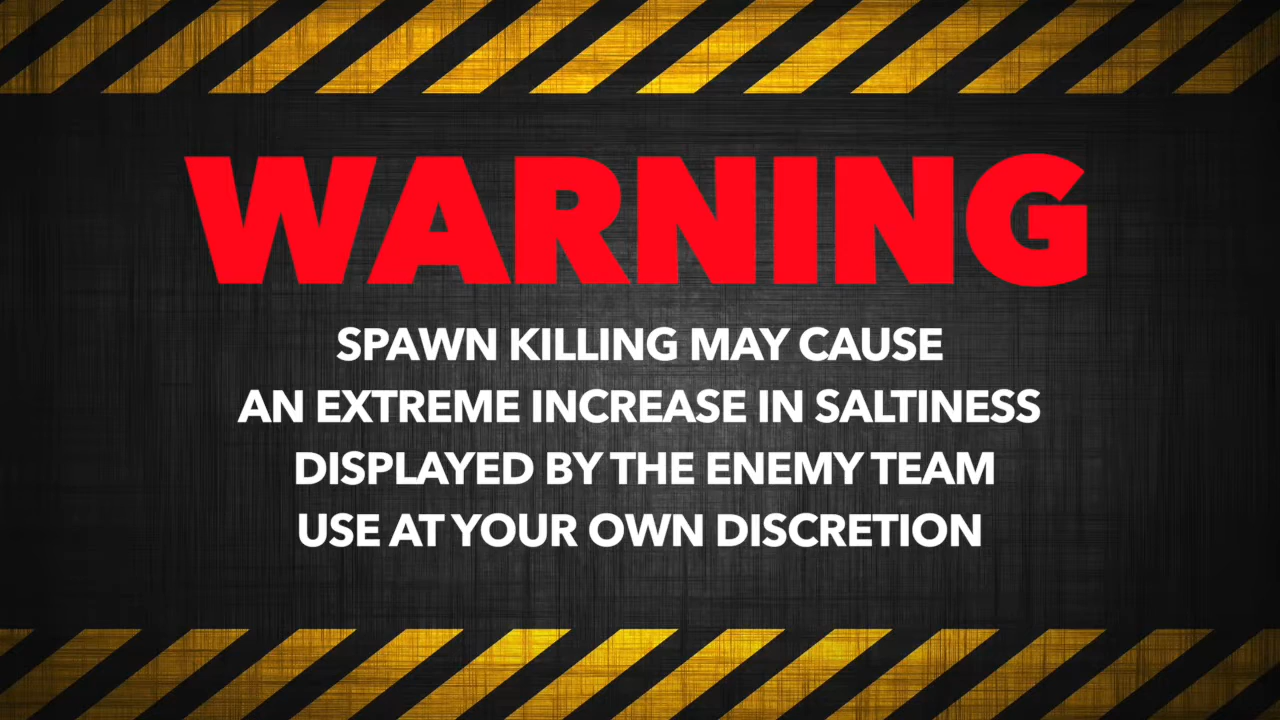 WARNING
SPAWN KILLING MAY CAUSE
AN EXTREME INCREASE IN SALTINESS
DISPLAYED BY THE ENEMY TEAM
USE AT YOUR OWN DISCRETION